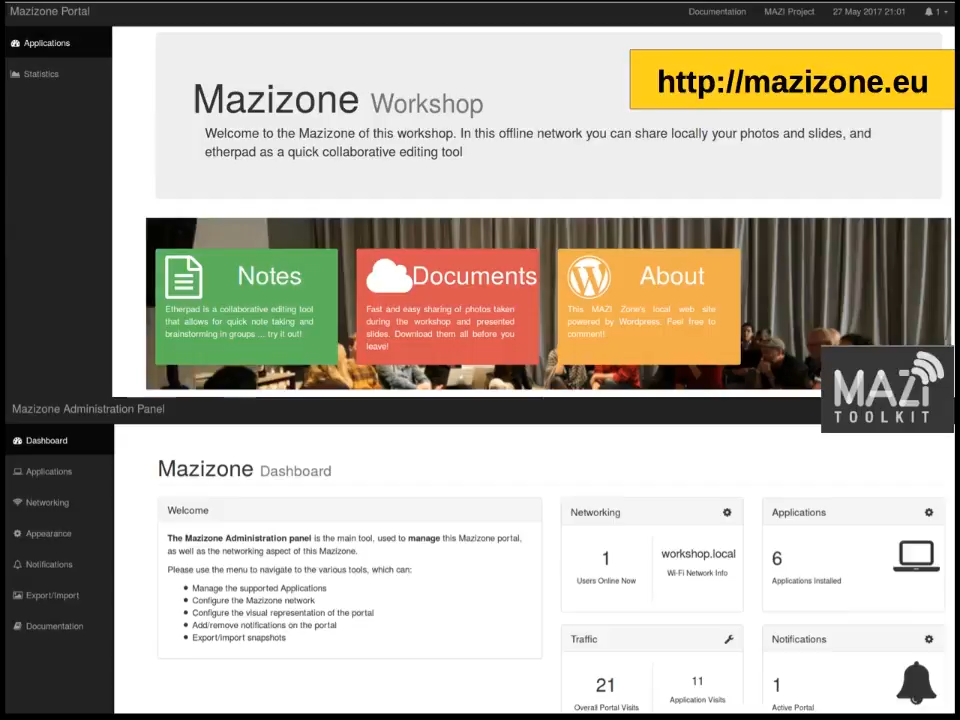 Mazizone Portal
Documentation MAZI Project 27 May 2017 21:01 1
Applications
Statistics
http://mazizone.eu
Mazizone Workshop
Welcome to the Mazizone of this workshop. In this offline network you can share locally your photos and slides, and
etherpad as a quick collaborative editing tool
Notes
Etherpad is a collaborative editing tool
that allows for quick note taking and
brainstorming in groups ... try it out!
Documents
Fast and easy sharing of photos taken
during the workshop and presented
slides. Download them all before you
leave!
About
This MAZI Zone's local web site
powered by Wordpress. Feel free to
comment!
MAZI
TOOLKIT
Mazizone Administration Panel
Dashboard
Applications
Networking
Appearance
Notifications
Export/Import
Documentation
Mazizone Dashboard
Welcome
The Mazizone Administration panel is the main tool, used to manage this Mazizone portal,
as well as the networking aspect of this Mazizone.
Please use the menu to navigate to the various tools, which can:
Manage the supported Applications
Configure the Mazizone network
Configure the visual representation of the portal
Add/remove notifications on the portal
Export/Import snapshots
Networking
1
Users Online Now
workshop.local
Wi-Fi Network Info
Applications
6
Applications Installed
Traffic
21
Overall Portal Visits
11
Application Visits
Notifications
1
Active Portal